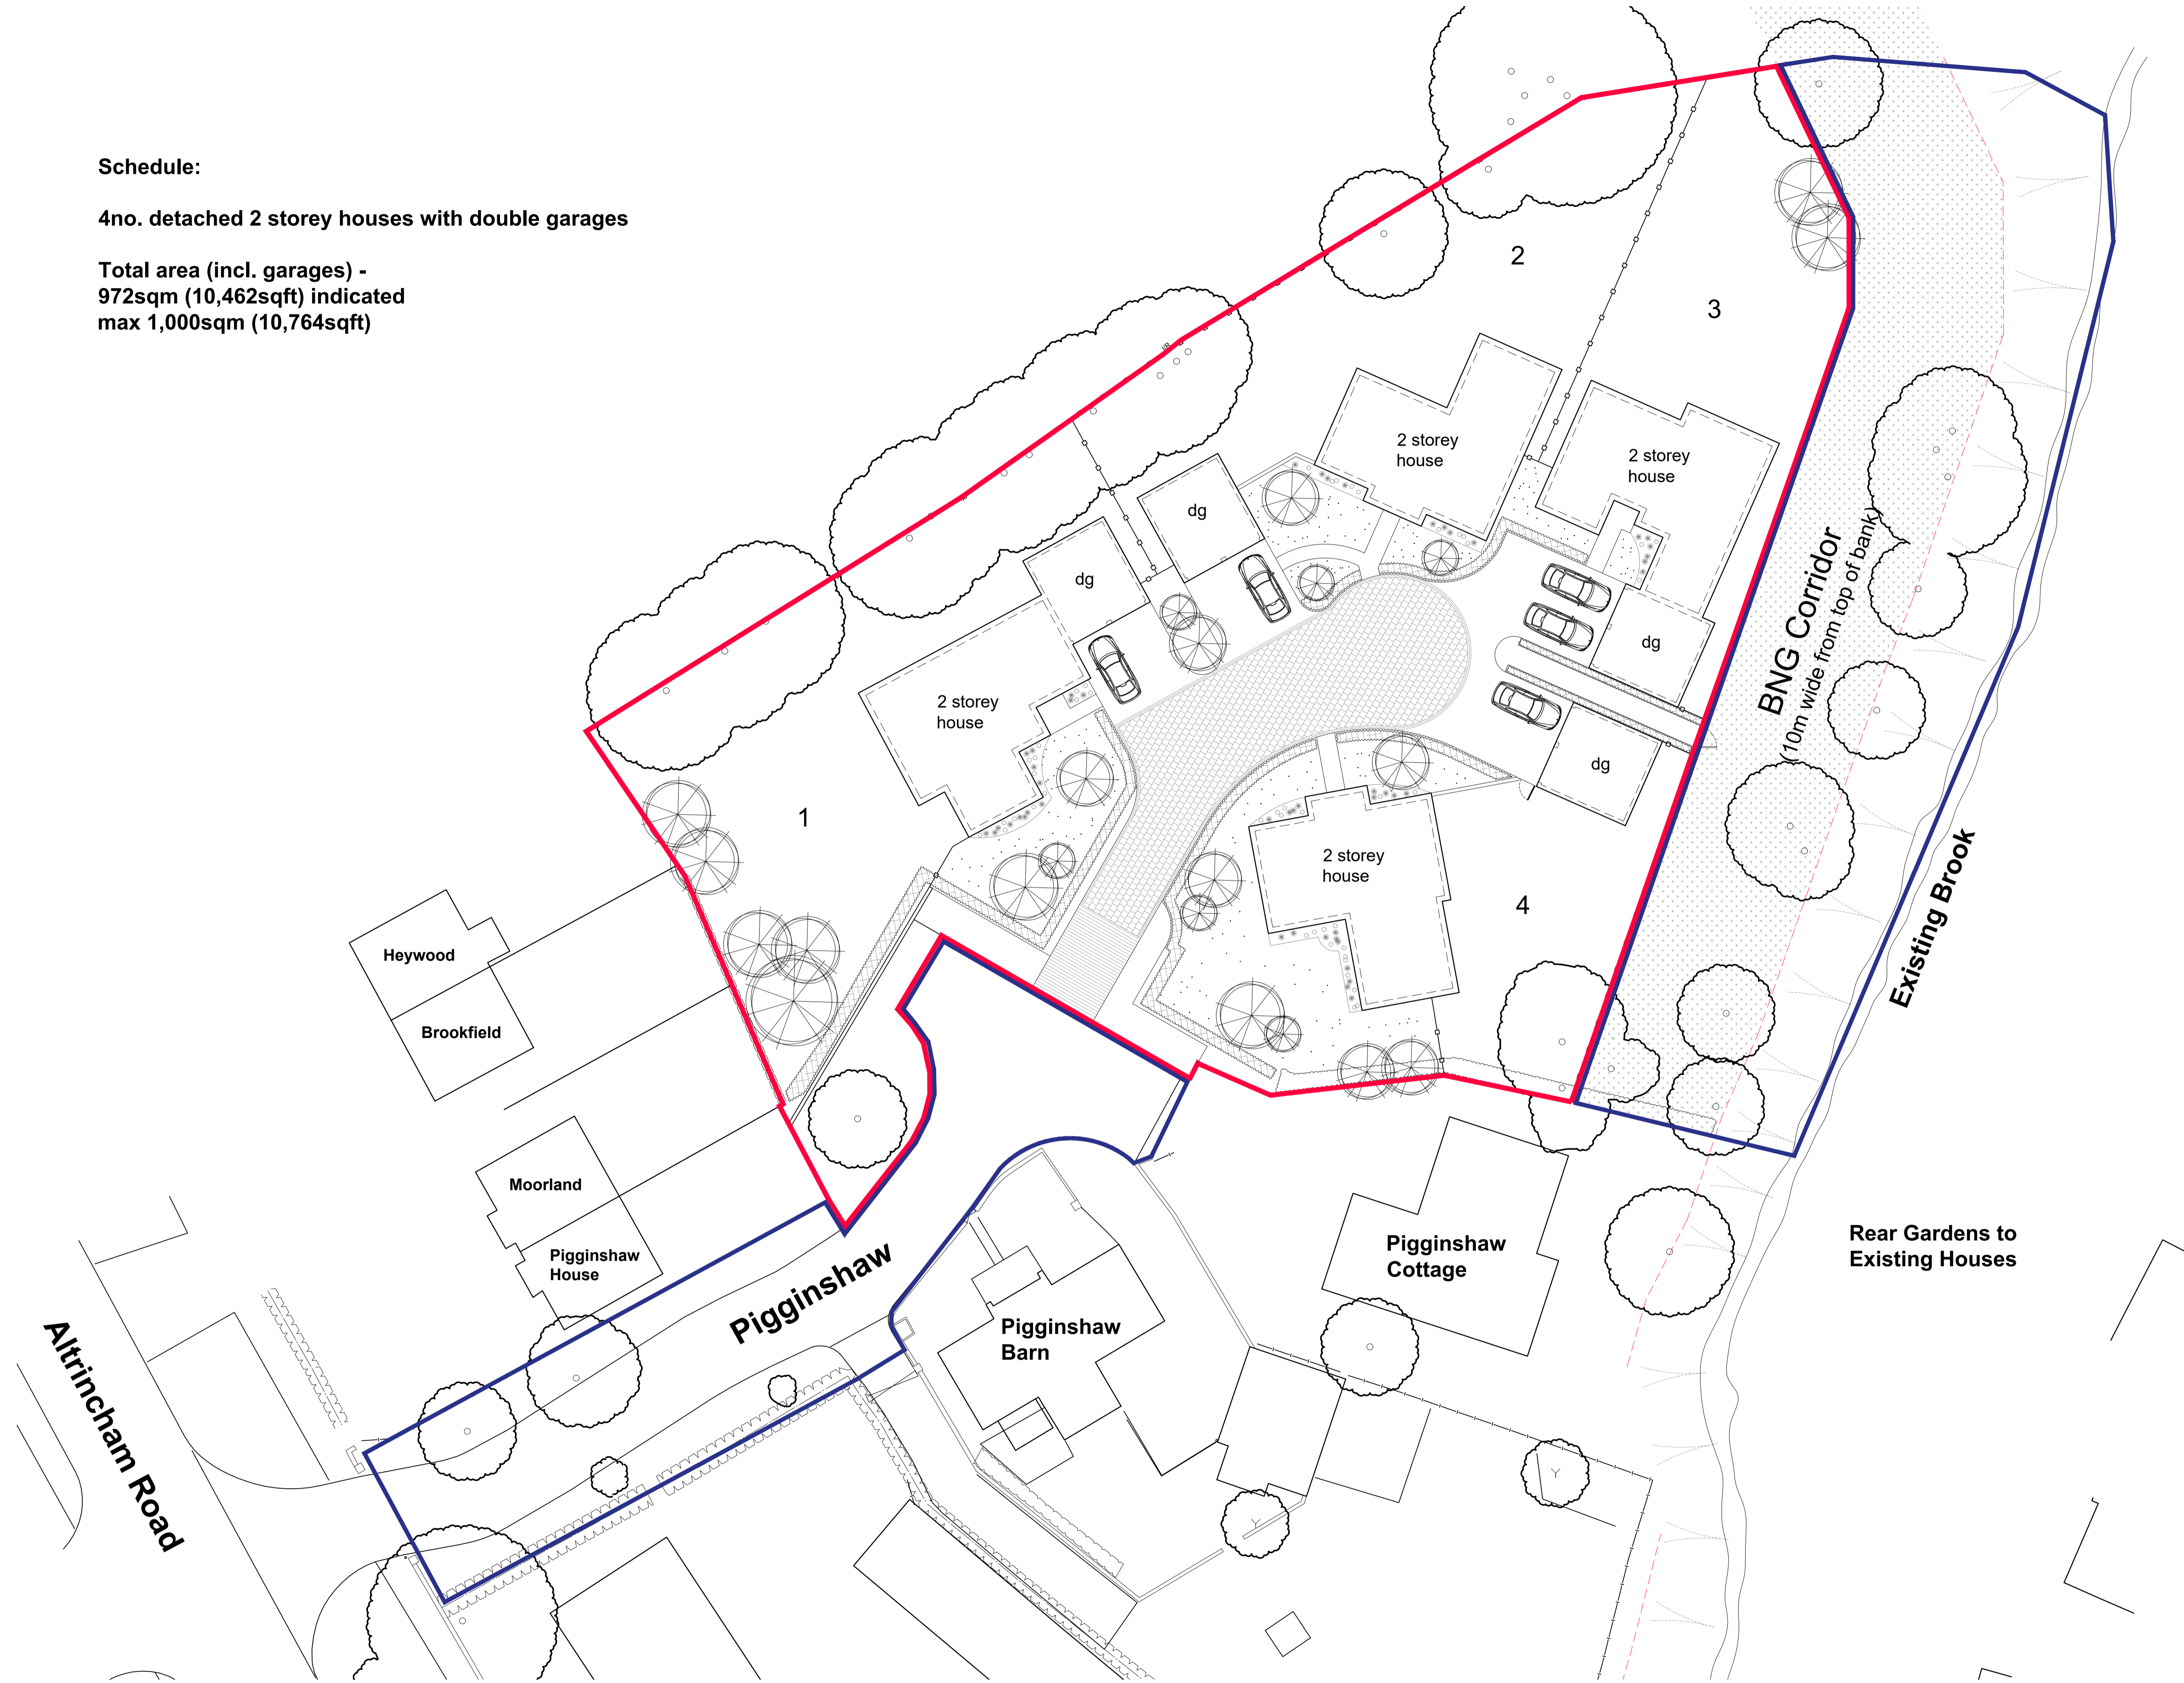 Schedule:
4no. detached 2 storey houses with double garages
Total area (incl. garages) -
972sqm (10,462sqft) indicated
max 1,000sqm (10,764sqft)
2
3
2 storey
house
2 storey
house
dg
dg
2 storey
house
dg
dg
1
2 storey
house
4
BNG Corridor
(10m wide from top of bank)
Existing Brook
Heywood
Brookfield
Moorland
Pigginshaw
House
Pigginshaw
Pigginshaw
Barn
Pigginshaw
Cottage
Rear Gardens to
Existing Houses
Altrincham Road